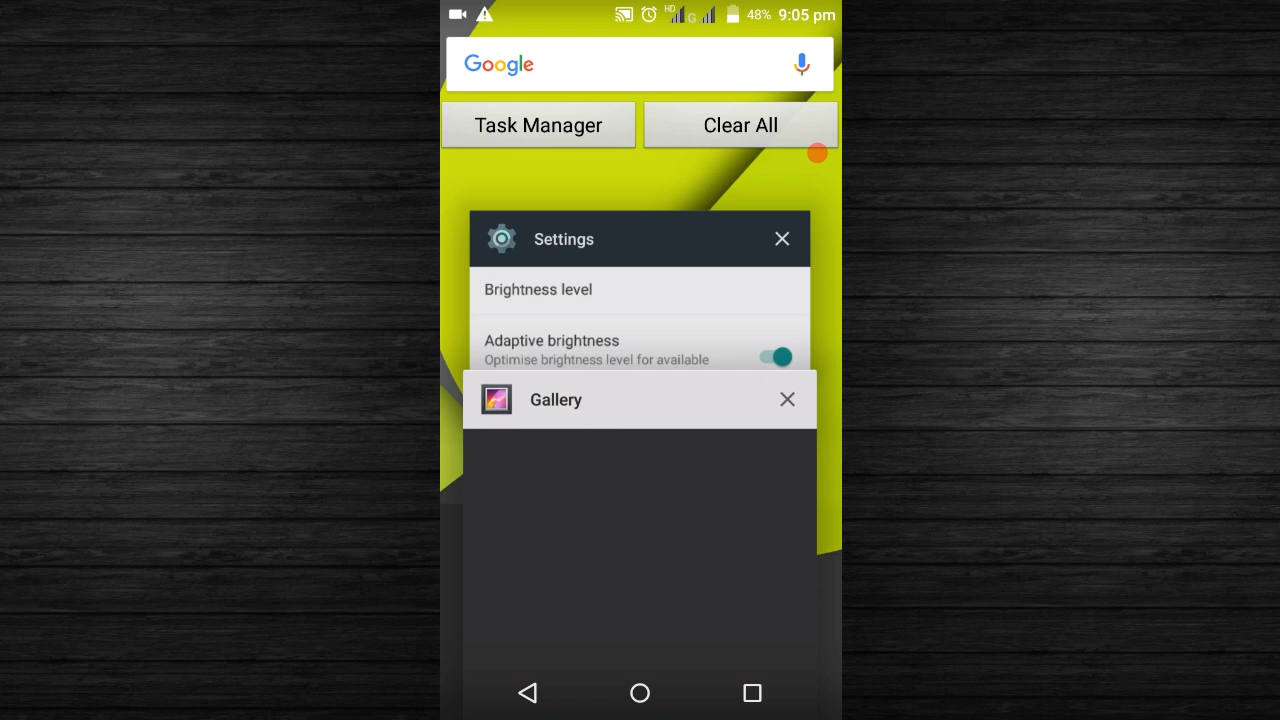 HD G 48% 9:05 pm
Google
Task Manager Clear All
Settings
Brightness level
Adaptive brightness
Optimise brightness level for available
Gallery